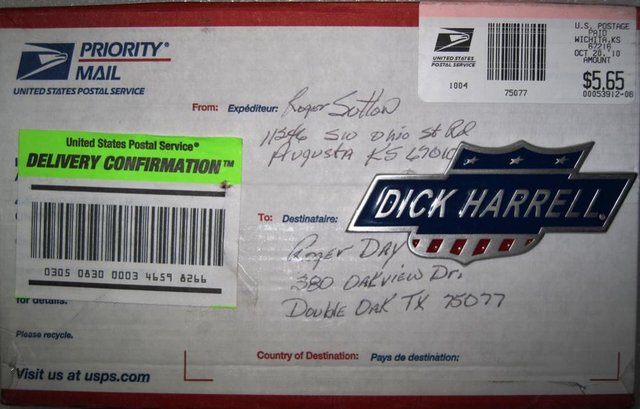 PRIORITY®
MAIL
UNITED STATES POSTAL SERVICE
UNITED STATES
POSTAL SERVICE
1004
75077
U.S. POSTAGE
PAID
WICHITA,KS
67216
OCT 20, '10
AMOUNT
$5.65
00053912-06
From: Expéditeur: Roger Sutton
11246 SW Ohio St Rd
Augusta KS 67010
United States Postal Service®
DELIVERY CONFIRMATION™
0305 0830 0003 4659 8266
DICK HARRELL
To: Destinataire:
Roger Day
380 Oakview Dr.
Double Oak TX 75077
for details.
Please recycle.
Country of Destination: Pays de destination:
Visit us at usps.com